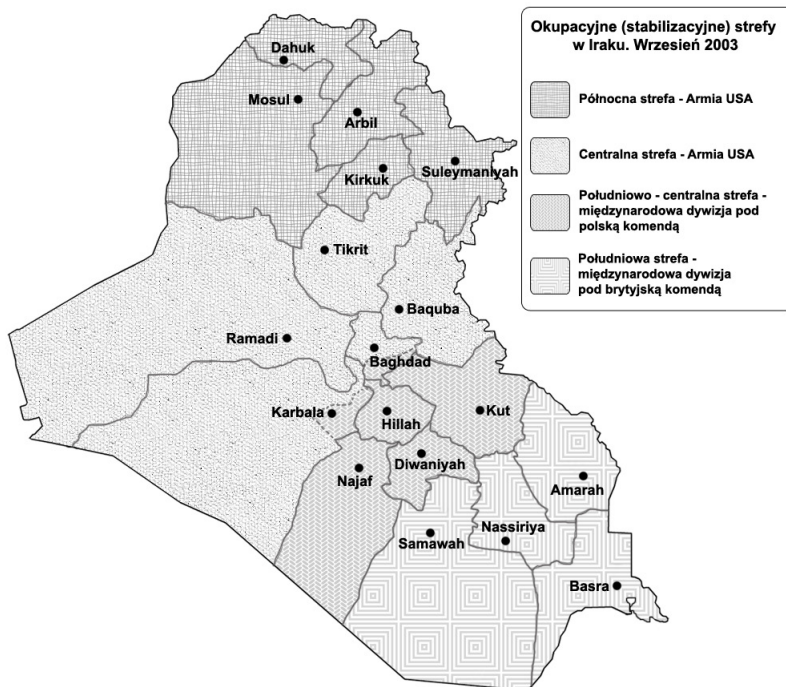 Okupacyjne (stabilizacyjne) strefy
w Iraku. Wrzesień 2003
Północna strefa - Armia USA
Centralna strefa - Armia USA
Południowo - centralna strefa -
międzynarodowa dywizja pod
polską komendą
Południowa strefa -
międzynarodowa dywizja
pod brytyjską komendą
Dahuk
Mosul
Arbil
Suleymaniyah
Kirkuk
Tikrit
Baquba
Ramadi
Baghdad
Karbala
Hillah
Kut
Diwaniyah
Najaf
Amarah
Nassiriya
Samawah
Basra